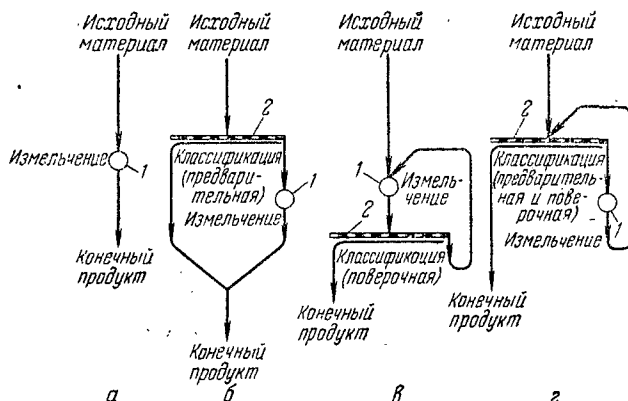 Исходный
материал
Измельчение
1
Конечный
продукт
а
Исходный
материал
2
Классификация
(предвари-
тельная)
1
Измельчение
Конечный
продукт
б
Исходный
материал
1
Измель-
чение
2
Классификация
(поверочная)
Конечный
продукт
в
Исходный
материал
2
Классификация
(предваритель-
ная и пове-
рочная)
1
Измельчение
Конечный
продукт
г